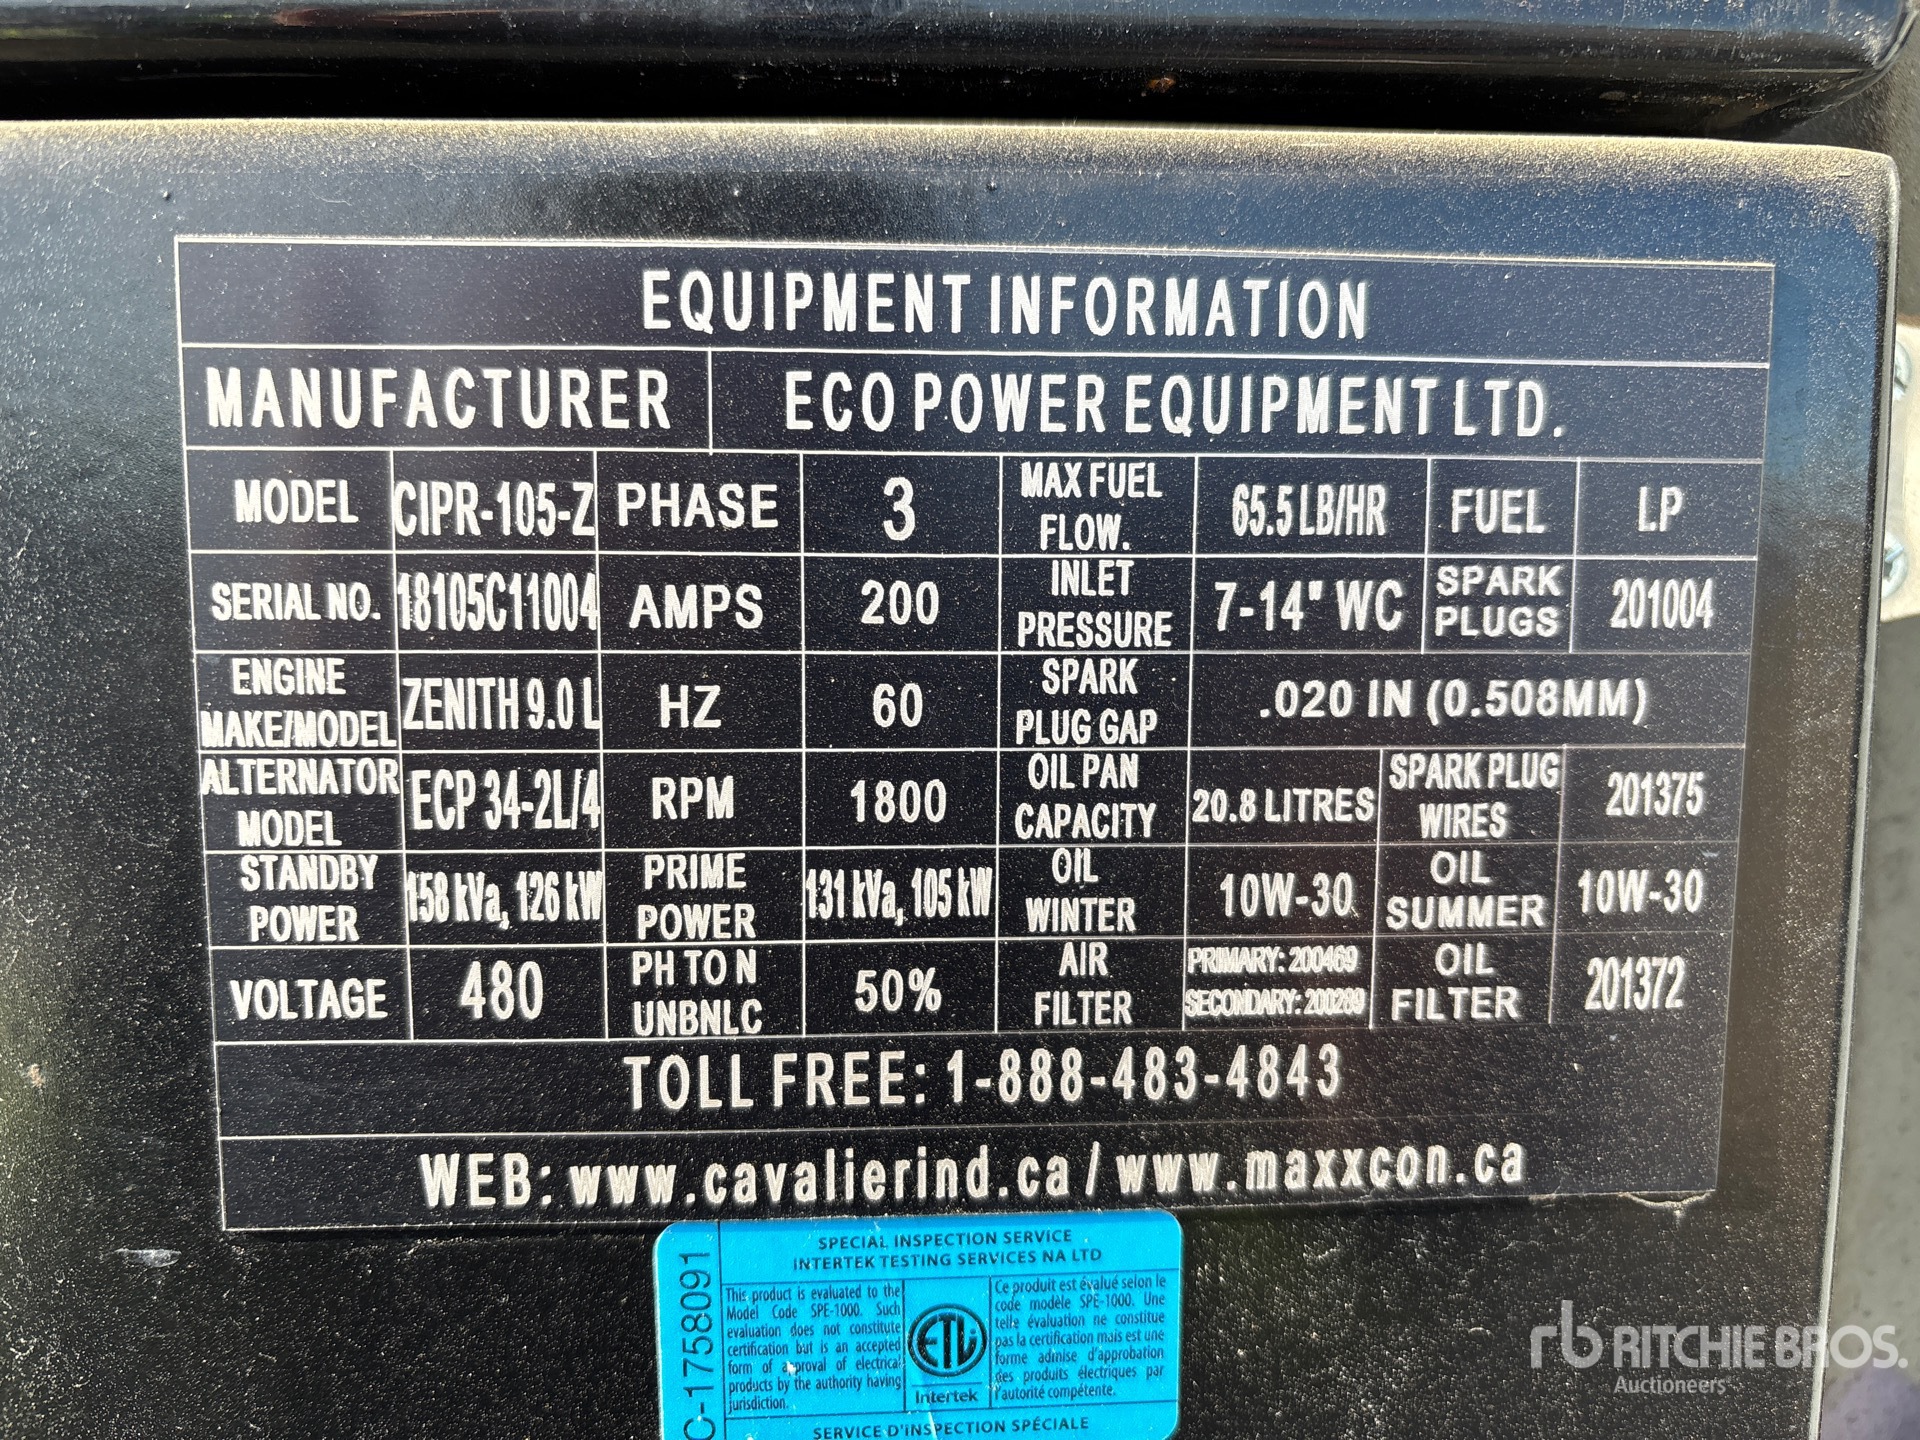 EQUIPMENT INFORMATION
MANUFACTURER ECO POWER EQUIPMENT LTD.
MODEL CIPR-105-Z PHASE 3 MAX FUEL FLOW. 65.5 LB/HR FUEL LP
SERIAL NO. 18105C11004 AMPS 200 INLET PRESSURE 7-14" WC SPARK PLUGS 201004
ENGINE MAKE/MODEL ZENITH 9.0 L HZ 60 SPARK PLUG GAP .020 IN (0.508MM)
ALTERNATOR MODEL ECP 34-2L/4 RPM 1800 OIL PAN CAPACITY 20.8 LITRES SPARK PLUG WIRES 201375
STANDBY POWER 158 kVa, 126 kW PRIME POWER 131 kVa, 105 kW OIL WINTER 10W-30 OIL SUMMER 10W-30
VOLTAGE 480 PH TO N UNBNLC 50% AIR FILTER PRIMARY: 200469 SECONDARY: 200289 OIL FILTER 201372
TOLL FREE: 1-888-483-4843
WEB: www.cavalierind.ca / www.maxxcon.ca
SPECIAL INSPECTION SERVICE
INTERTEK TESTING SERVICES NA LTD
C-1758091
This product is evaluated to the
Model Code SPE-1000. Such
evaluation does not constitute
certification but is an accepted
form of approval of electrical
products by the authority having
jurisdiction.
ETL
Intertek
Ce produit est évalué selon le
code modèle SPE-1000. Une
telle évaluation ne constitue
pas la certification mais est une
forme admise d'approbation
des produits électriques par
l'autorité compétente.
SERVICE D'INSPECTION SPÉCIALE
rb RITCHIE BROS.
Auctioneers